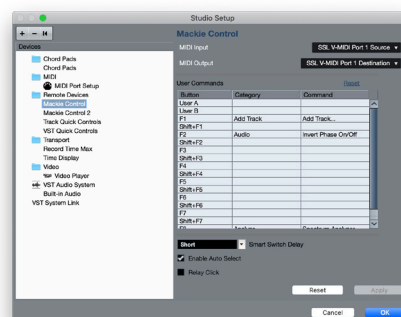 Studio Setup
Devices
Chord Pads
Chord Pads
MIDI
MIDI Port Setup
Remote Devices
Mackie Control
Mackie Control 2
Track Quick Controls
VST Quick Controls
Transport
Record Time Max
Time Display
Video
Video Player
VST Audio System
Built-in Audio
VST System Link
Mackie Control
MIDI Input SSL V-MIDI Port 1 Source
MIDI Output SSL V-MIDI Port 1 Destination
User Commands Reset
Button Category Command
User A
User B
F1 Add Track Add Track...
Shift+F1
F2 Audio Invert Phase On/Off
Shift+F2
F3
Shift+F3
F4
Shift+F4
F5
Shift+F5
F6
Shift+F6
F7
Shift+F7
Short Smart Switch Delay
Enable Auto Select
Relay Click
Reset Apply
Cancel OK